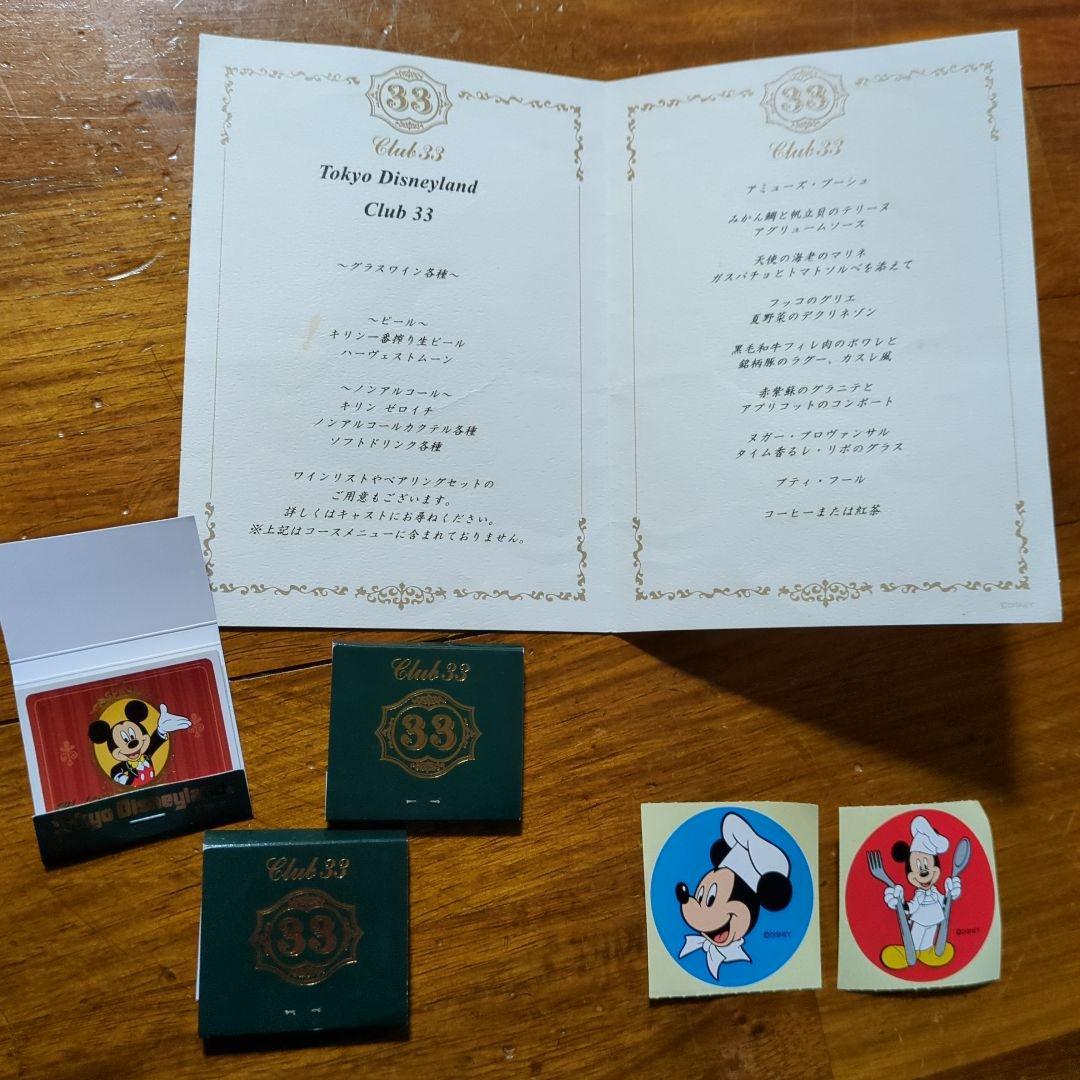 33
Club 33
Tokyo Disneyland
Club 33
～グラスワイン各種～
～ビール～
キリン一番搾り生ビール
ハーヴェストムーン
～ノンアルコール～
キリン ゼロイチ
ノンアルコールカクテル各種
ソフトドリンク各種
ワインリストやペアリングセットの
ご用意もございます。
詳しくはキャストにお尋ねください。
※上記はコースメニューに含まれておりません。
33
Club 33
アミューズ・ブーシュ
みかん鯛と帆立貝のテリーヌ
アグリュームソース
天使の海老のマリネ
ガスパチョとトマトソルベを添えて
フッコのグリエ
夏野菜のデクリネゾン
黒毛和牛フィレ肉のポワレと
銘柄豚のラグー、カスレ風
赤紫蘇のグラニテと
アプリコットのコンポート
ヌガー・プロヴァンサル
タイム香るレ・リボのグラス
プティ・フール
コーヒーまたは紅茶
©DISNEY
Tokyo Disneyland
Club 33
33
Club 33
33
©DISNEY
©DISNEY